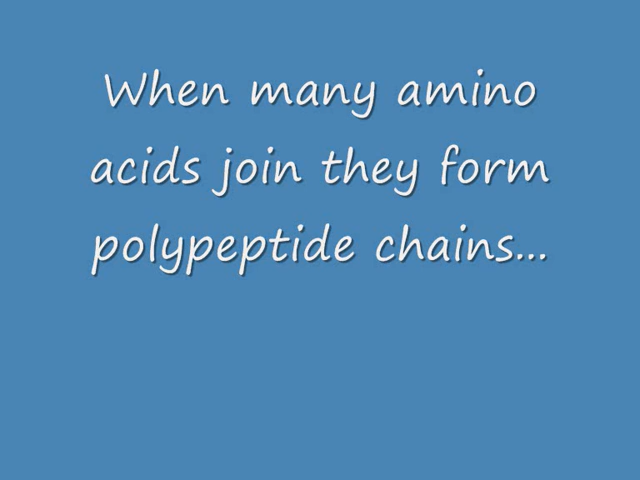 When many amino
acids join they form
polypeptide chains...